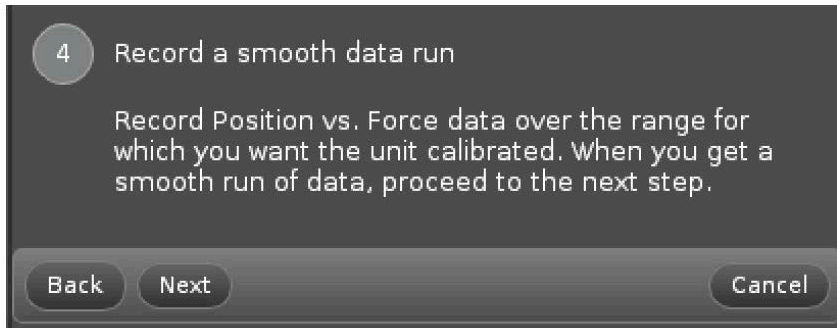 4 Record a smooth data run
Record Position vs. Force data over the range for
which you want the unit calibrated. When you get a
smooth run of data, proceed to the next step.
Back Next Cancel